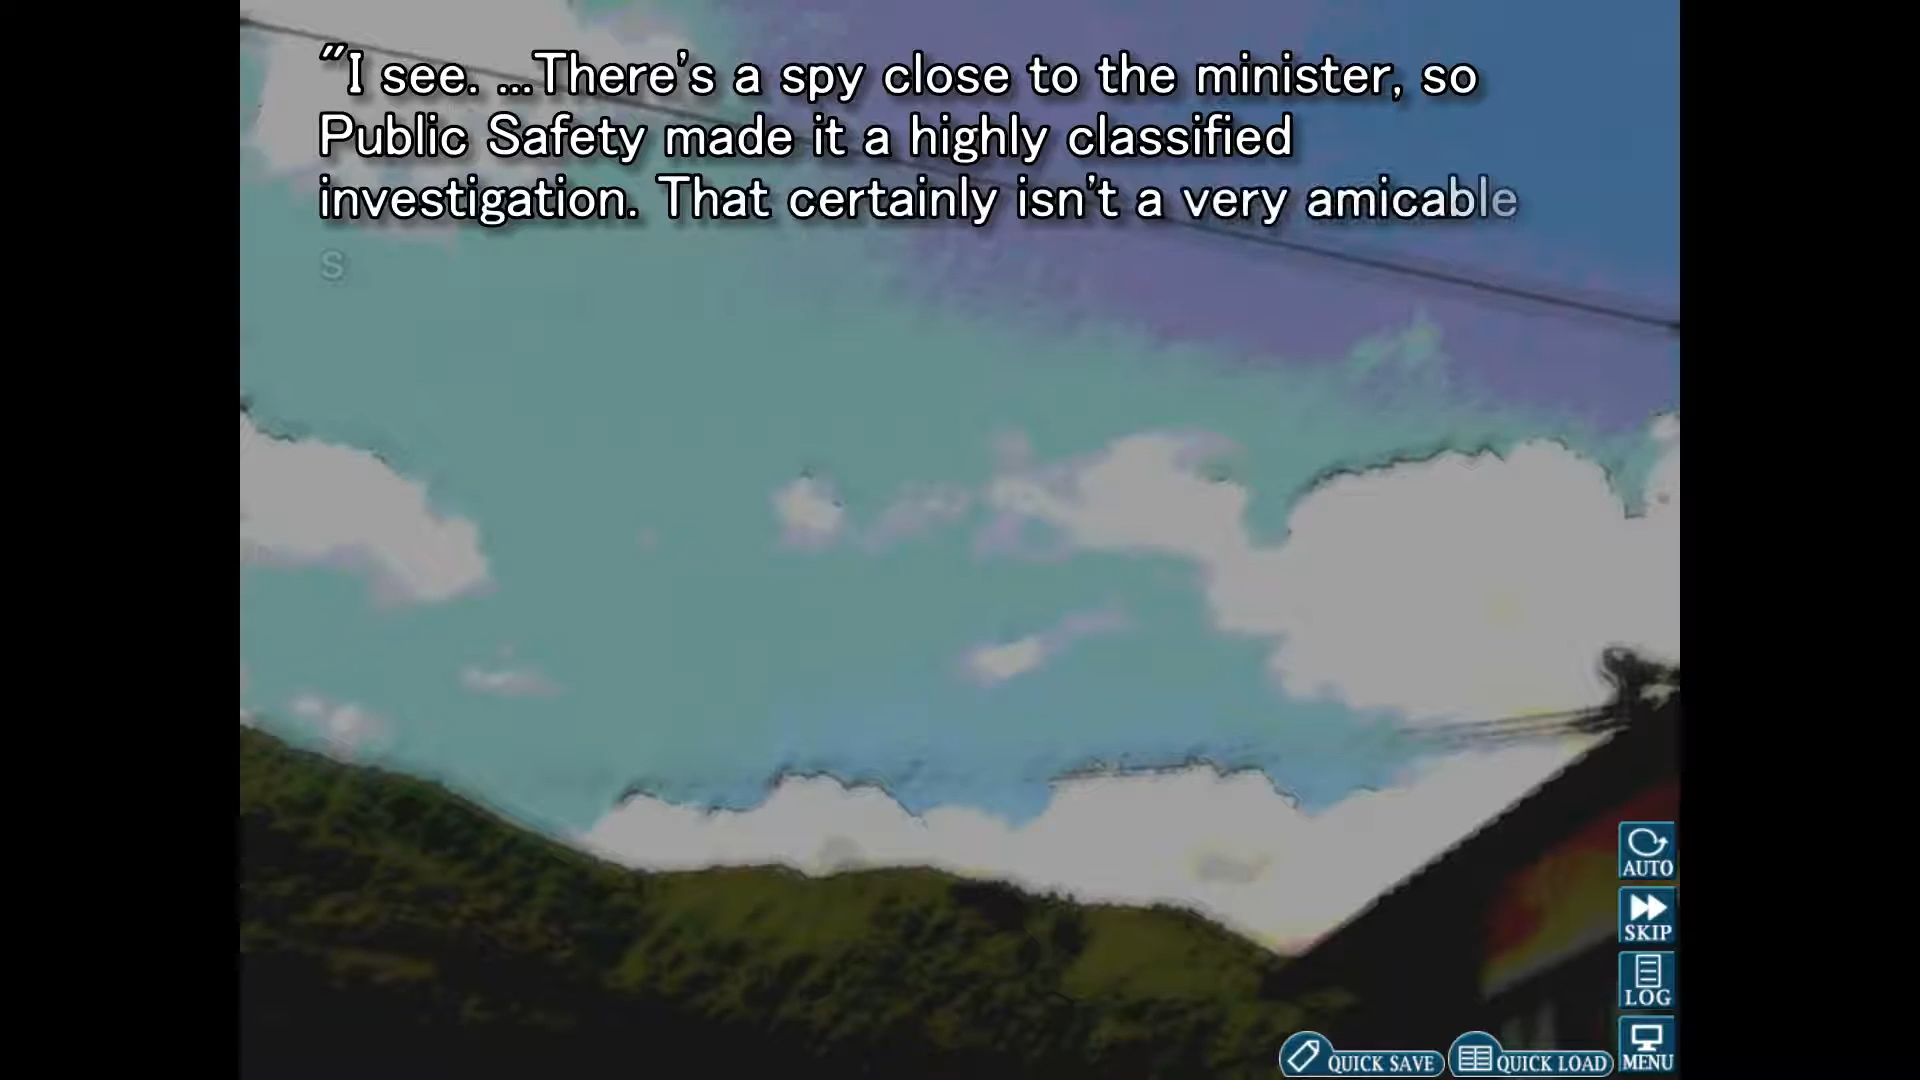 “I see. ...There's a spy close to the minister, so
Public Safety made it a highly classified
investigation. That certainly isn't a very amicable
s
AUTO
SKIP
LOG
MENU
QUICK SAVE
QUICK LOAD